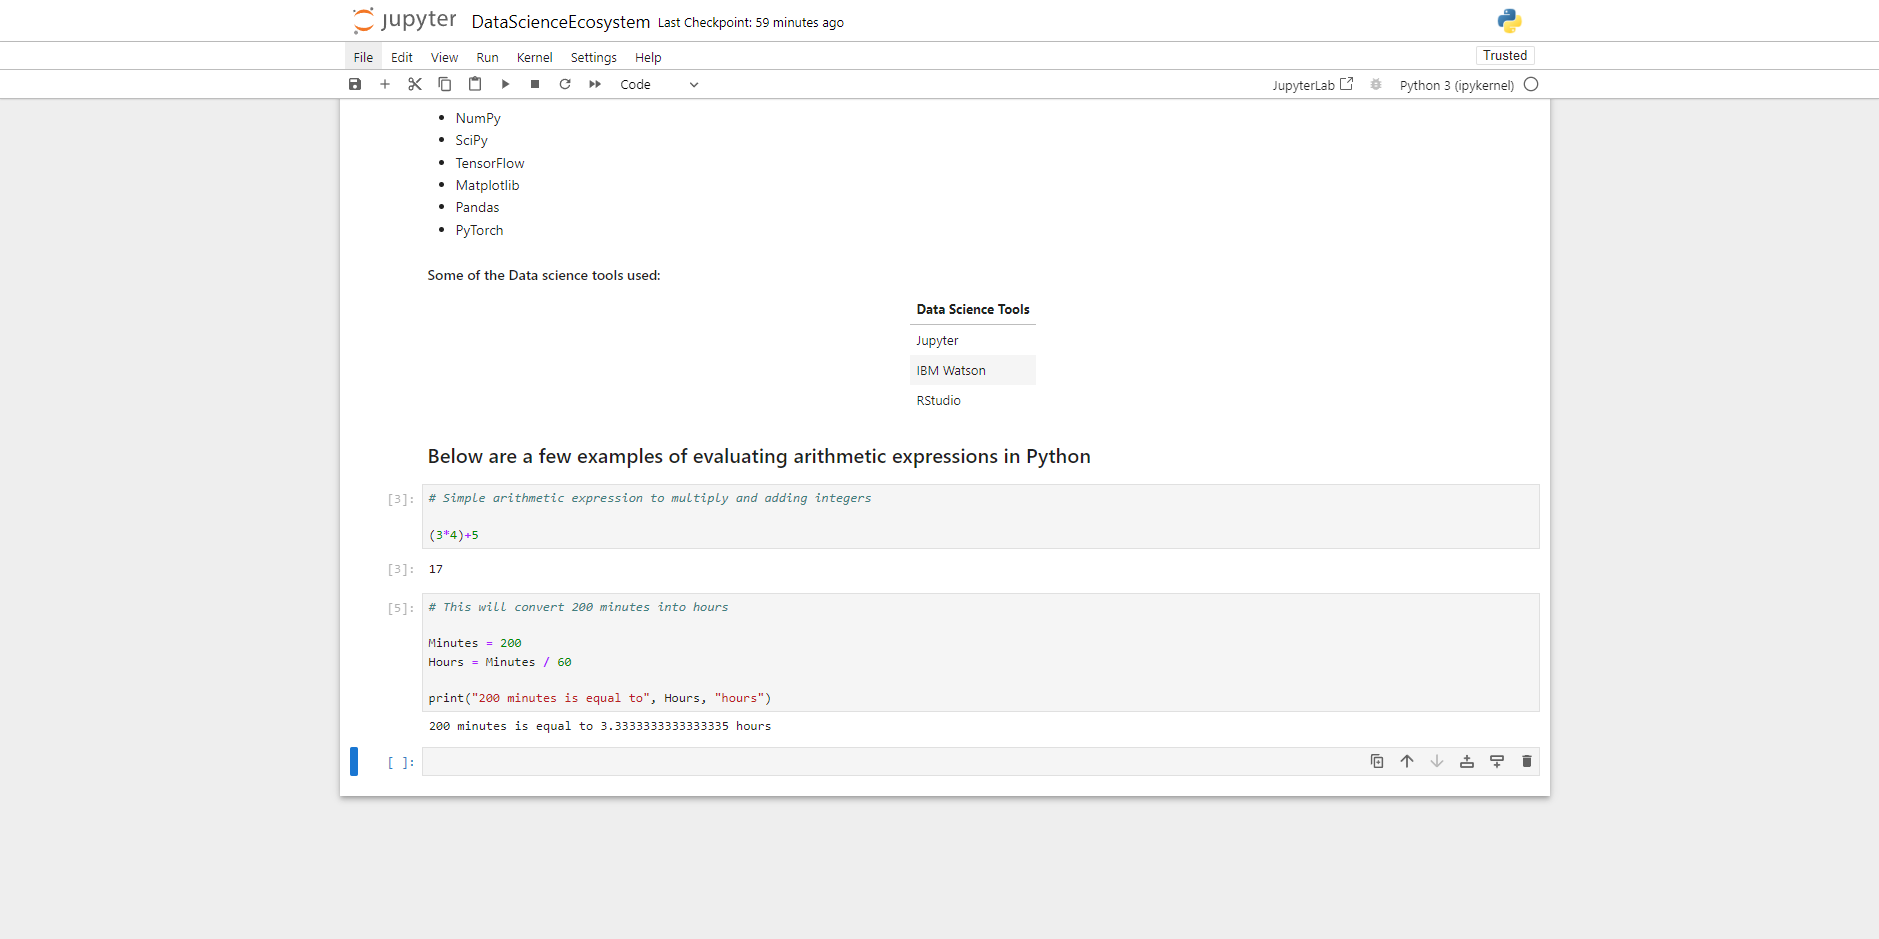 jupyter DataScienceEcosystem Last Checkpoint: 59 minutes ago
File Edit View Run Kernel Settings Help Trusted
Code JupyterLab Python 3 (ipykernel)
• NumPy
• SciPy
• TensorFlow
• Matplotlib
• Pandas
• PyTorch
Some of the Data science tools used:
Data Science Tools
Jupyter
IBM Watson
RStudio
Below are a few examples of evaluating arithmetic expressions in Python
[3]: # Simple arithmetic expression to multiply and adding integers
(3*4)+5
[3]: 17
[5]: # This will convert 200 minutes into hours
Minutes = 200
Hours = Minutes / 60
print("200 minutes is equal to", Hours, "hours")
200 minutes is equal to 3.3333333333333335 hours
[ ]: